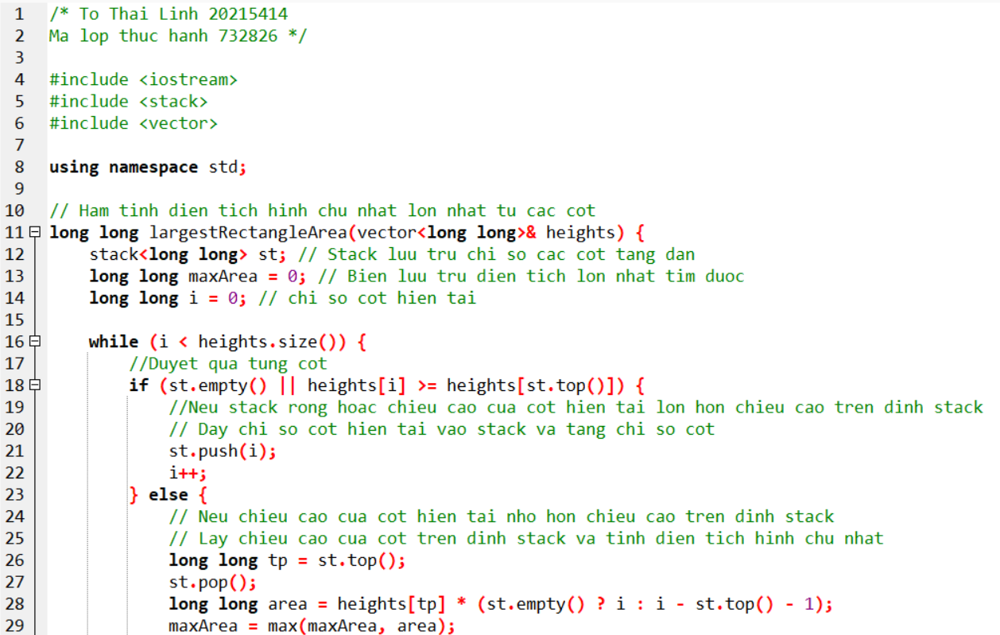 1 /* To Thai Linh 20215414
2 Ma lop thuc hanh 732826 */
3
4 #include <iostream>
5 #include <stack>
6 #include <vector>
7
8 using namespace std;
9
10 // Ham tinh dien tich hinh chu nhat lon nhat tu cac cot
11 long long largestRectangleArea(vector<long long>& heights) {
12 stack<long long> st; // Stack luu tru chi so cac cot tang dan
13 long long maxArea = 0; // Bien luu tru dien tich lon nhat tim duoc
14 long long i = 0; // chi so cot hien tai
15
16 while (i < heights.size()) {
17 //Duyet qua tung cot
18 if (st.empty() || heights[i] >= heights[st.top()]) {
19 //Neu stack rong hoac chieu cao cua cot hien tai lon hon chieu cao tren dinh stack
20 // Day chi so cot hien tai vao stack va tang chi so cot
21 st.push(i);
22 i++;
23 } else {
24 // Neu chieu cao cua cot hien tai nho hon chieu cao tren dinh stack
25 // Lay chieu cao cua cot tren dinh stack va tinh dien tich hinh chu nhat
26 long long tp = st.top();
27 st.pop();
28 long long area = heights[tp] * (st.empty() ? i : i - st.top() - 1);
29 maxArea = max(maxArea, area);